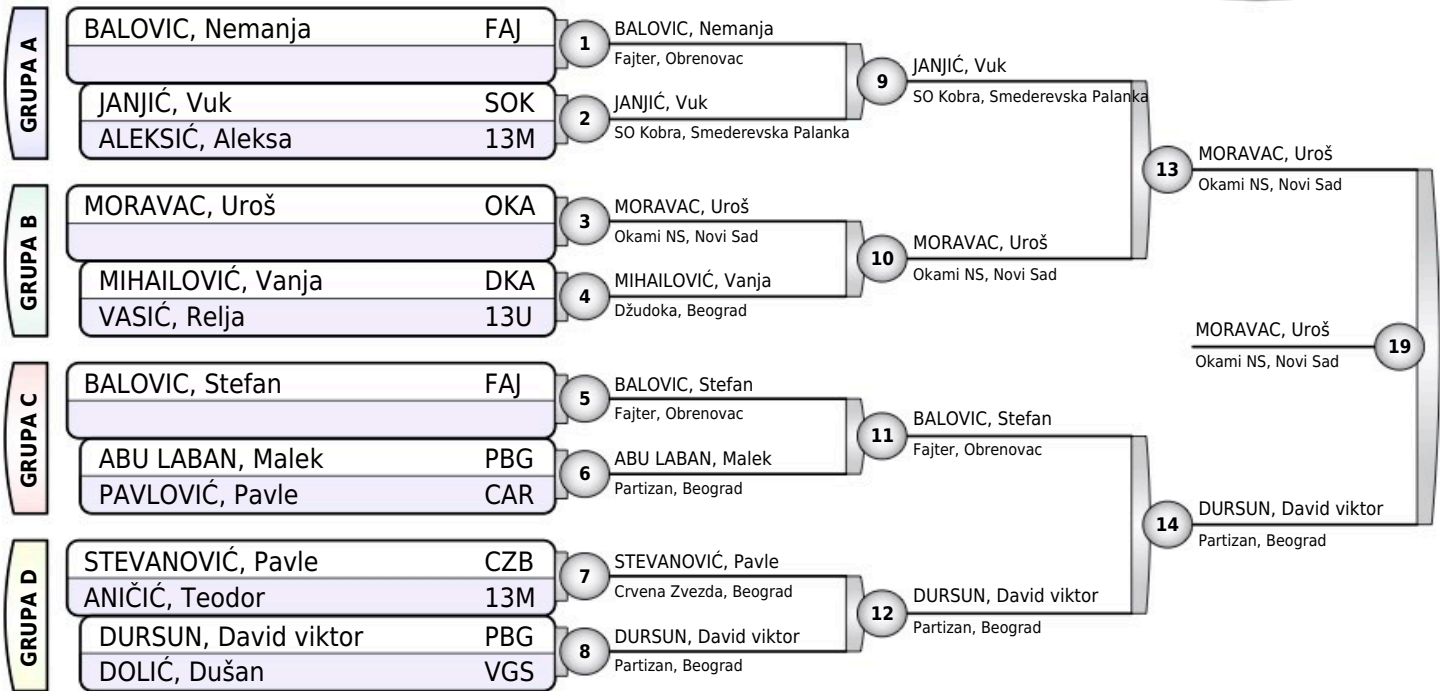 GRUPA A
BALOVIC, Nemanja FAJ
JANJIĆ, Vuk SOK
ALEKSIĆ, Aleksa 13M
GRUPA B
MORAVAC, Uroš OKA
MIHAILOVIĆ, Vanja DKA
VASIĆ, Relja 13U
GRUPA C
BALOVIC, Stefan FAJ
ABU LABAN, Malek PBG
PAVLOVIĆ, Pavle CAR
GRUPA D
STEVANOVIĆ, Pavle CZB
ANIČIĆ, Teodor 13M
DURSUN, David viktor PBG
DOLIĆ, Dušan VGS
1
BALOVIC, Nemanja
Fajter, Obrenovac
2
JANJIĆ, Vuk
SO Kobra, Smederevska Palanka
3
MORAVAC, Uroš
Okami NS, Novi Sad
4
MIHAILOVIĆ, Vanja
Džudoka, Beograd
5
BALOVIC, Stefan
Fajter, Obrenovac
6
ABU LABAN, Malek
Partizan, Beograd
7
STEVANOVIĆ, Pavle
Crvena Zvezda, Beograd
8
DURSUN, David viktor
Partizan, Beograd
9
JANJIĆ, Vuk
SO Kobra, Smederevska Palanka
10
MORAVAC, Uroš
Okami NS, Novi Sad
11
BALOVIC, Stefan
Fajter, Obrenovac
12
DURSUN, David viktor
Partizan, Beograd
13
MORAVAC, Uroš
Okami NS, Novi Sad
14
DURSUN, David viktor
Partizan, Beograd
MORAVAC, Uroš
Okami NS, Novi Sad
19